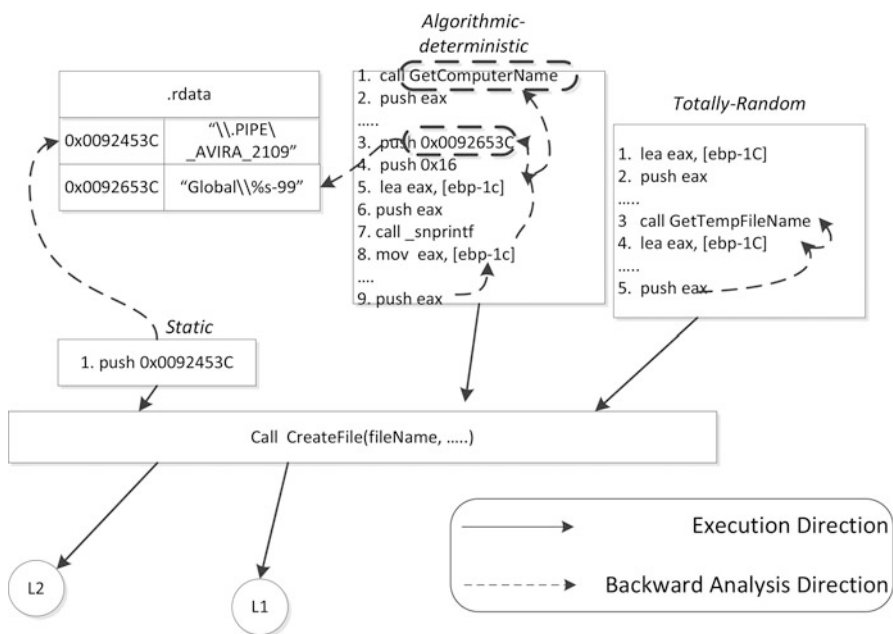 Algorithmic-
deterministic
.rdata
0x0092453C
“\\.PIPE\
_AVIRA_2109”
0x0092653C
“Global\\%s-99”
1. call GetComputerName
2. push eax
.....
3. push 0x0092653C
4. push 0x16
5. lea eax, [ebp-1c]
6. push eax
7. call _snprintf
8. mov eax, [ebp-1c]
....
9. push eax
Totally-Random
1. lea eax, [ebp-1C]
2. push eax
.....
3 call GetTempFileName
4. lea eax, [ebp-1C]
.....
5. push eax
Static
1. push 0x0092453C
Call CreateFile(fileName, .....)
L2
L1
Execution Direction
Backward Analysis Direction